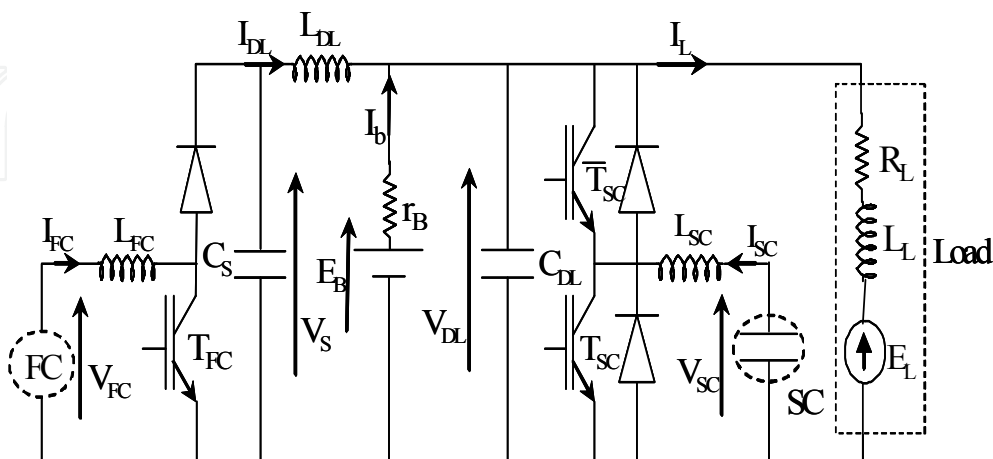 I_DL
L_DL
I_L
I_b
r_B
T̅_SC
R_L
I_FC
L_FC
C_S
E_B
C_DL
L_SC
I_SC
L_L
Load
FC
V_FC
T_FC
V_S
V_DL
T_SC
V_SC
SC
E_L